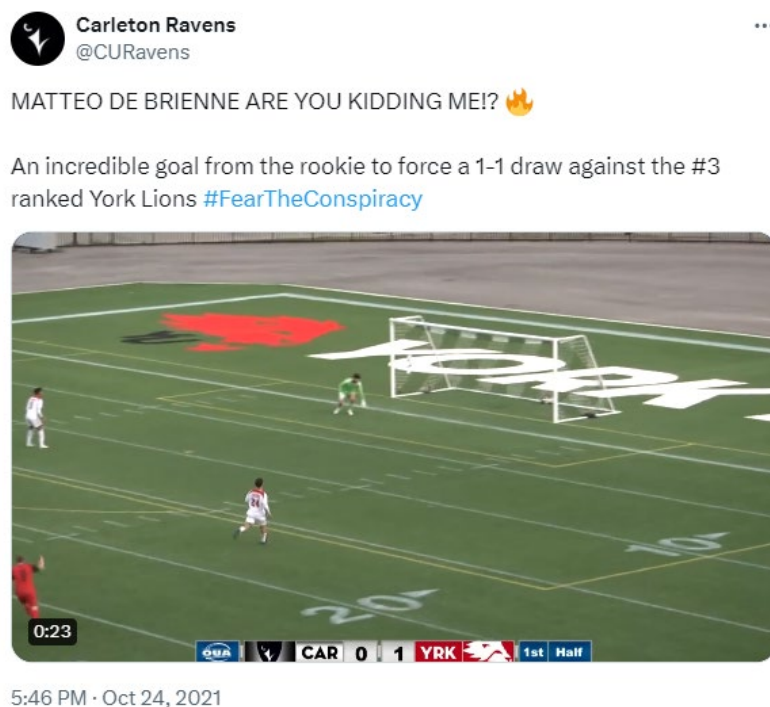 Carleton Ravens
@CURavens
MATTEO DE BRIENNE ARE YOU KIDDING ME!? 🔥
An incredible goal from the rookie to force a 1-1 draw against the #3
ranked York Lions #FearTheConspiracy
YORK
24
10
20
0:23
OUA CAR 0 1 YRK 1st Half
5:46 PM · Oct 24, 2021